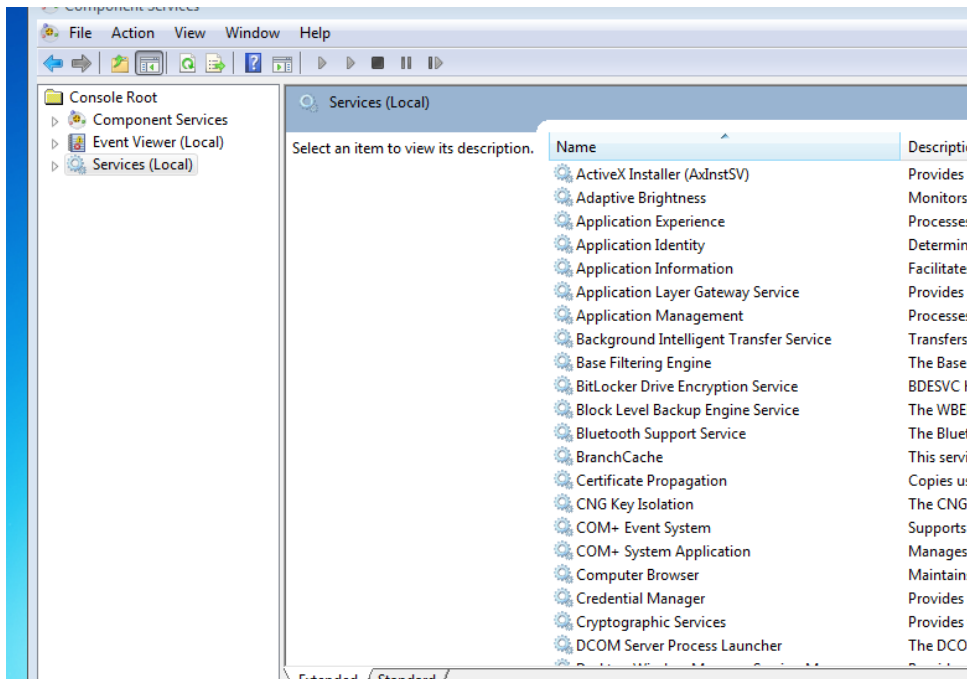 Component Services
File Action View Window Help
Console Root
Component Services
Event Viewer (Local)
Services (Local)
Services (Local)
Select an item to view its description.
Name Descripti
ActiveX Installer (AxInstSV) Provides
Adaptive Brightness Monitors
Application Experience Processes
Application Identity Determin
Application Information Facilitate
Application Layer Gateway Service Provides
Application Management Processes
Background Intelligent Transfer Service Transfers
Base Filtering Engine The Base
BitLocker Drive Encryption Service BDESVC
Block Level Backup Engine Service The WBE
Bluetooth Support Service The Bluet
BranchCache This servi
Certificate Propagation Copies us
CNG Key Isolation The CNG
COM+ Event System Supports
COM+ System Application Manages
Computer Browser Maintain
Credential Manager Provides
Cryptographic Services Provides
DCOM Server Process Launcher The DCO
Extended Standard